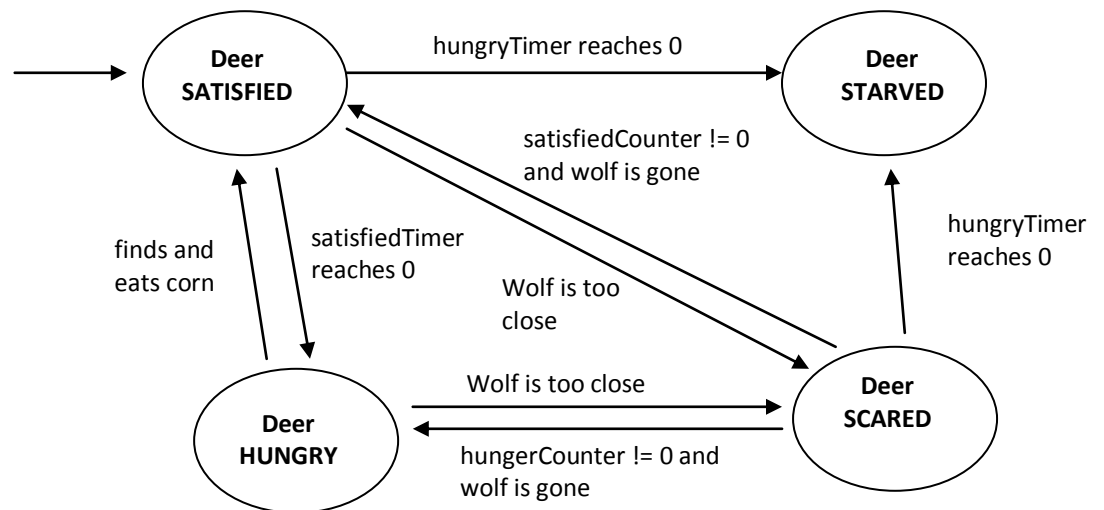 Deer
SATISFIED
hungryTimer reaches 0
Deer
STARVED
satisfiedCounter != 0
and wolf is gone
finds and
eats corn
satisfiedTimer
reaches 0
hungryTimer
reaches 0
Wolf is too
close
Deer
HUNGRY
Wolf is too close
hungerCounter != 0 and
wolf is gone
Deer
SCARED